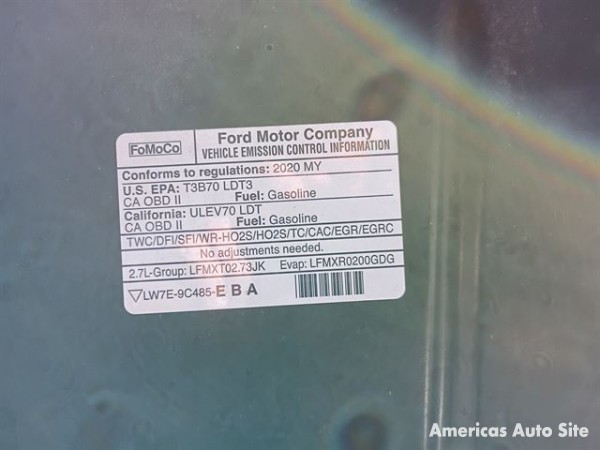 FoMoCo
Ford Motor Company
VEHICLE EMISSION CONTROL INFORMATION
Conforms to regulations: 2020 MY
U.S. EPA: T3B70 LDT3
CA OBD II Fuel: Gasoline
California: ULEV70 LDT
CA OBD II Fuel: Gasoline
TWC/DFI/SFI/WR-HO2S/HO2S/TC/CAC/EGR/EGRC
No adjustments needed.
2.7L-Group: LFMXT02.73JK Evap: LFMXR0200GDG
LW7E-9C485-E B A
Americas Auto Site